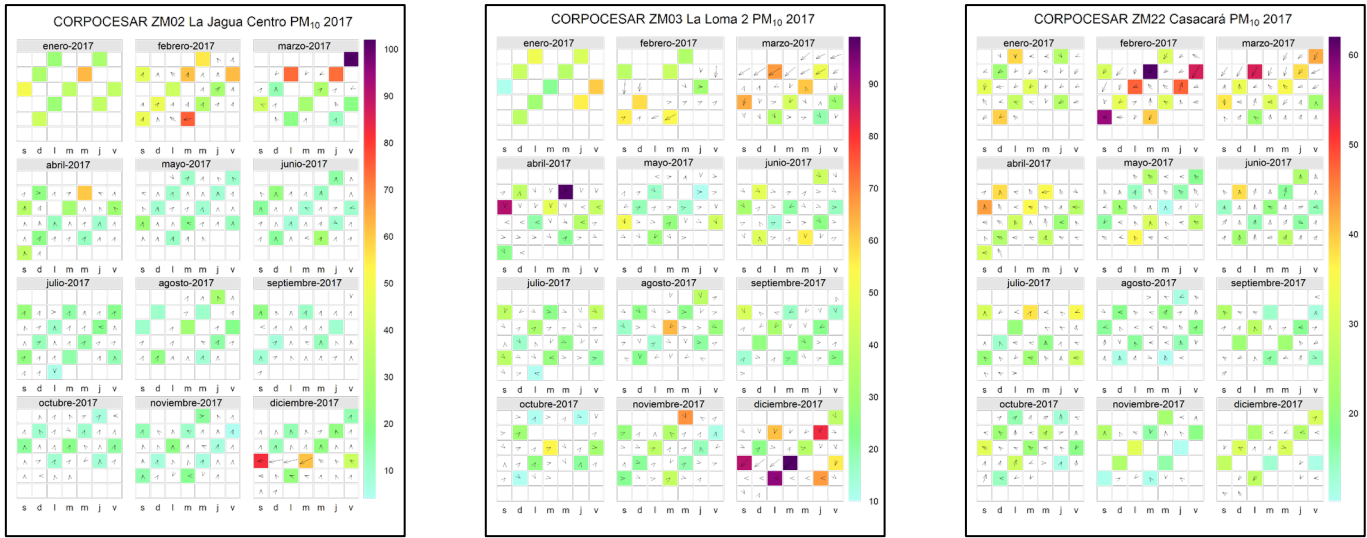 CORPOCESAR ZM02 La Jagua Centro PM10 2017
enero-2017 febrero-2017 marzo-2017
s d l m m j v s d l m m j v s d l m m j v
abril-2017 mayo-2017 junio-2017
s d l m m j v s d l m m j v s d l m m j v
julio-2017 agosto-2017 septiembre-2017
s d l m m j v s d l m m j v s d l m m j v
octubre-2017 noviembre-2017 diciembre-2017
s d l m m j v s d l m m j v s d l m m j v
100
90
80
70
60
50
40
30
20
10
CORPOCESAR ZM03 La Loma 2 PM10 2017
enero-2017 febrero-2017 marzo-2017
s d l m m j v s d l m m j v s d l m m j v
abril-2017 mayo-2017 junio-2017
s d l m m j v s d l m m j v s d l m m j v
julio-2017 agosto-2017 septiembre-2017
s d l m m j v s d l m m j v s d l m m j v
octubre-2017 noviembre-2017 diciembre-2017
s d l m m j v s d l m m j v s d l m m j v
90
80
70
60
50
40
30
20
10
CORPOCESAR ZM22 Casacará PM10 2017
enero-2017 febrero-2017 marzo-2017
s d l m m j v s d l m m j v s d l m m j v
abril-2017 mayo-2017 junio-2017
s d l m m j v s d l m m j v s d l m m j v
julio-2017 agosto-2017 septiembre-2017
s d l m m j v s d l m m j v s d l m m j v
octubre-2017 noviembre-2017 diciembre-2017
s d l m m j v s d l m m j v s d l m m j v
60
50
40
30
20